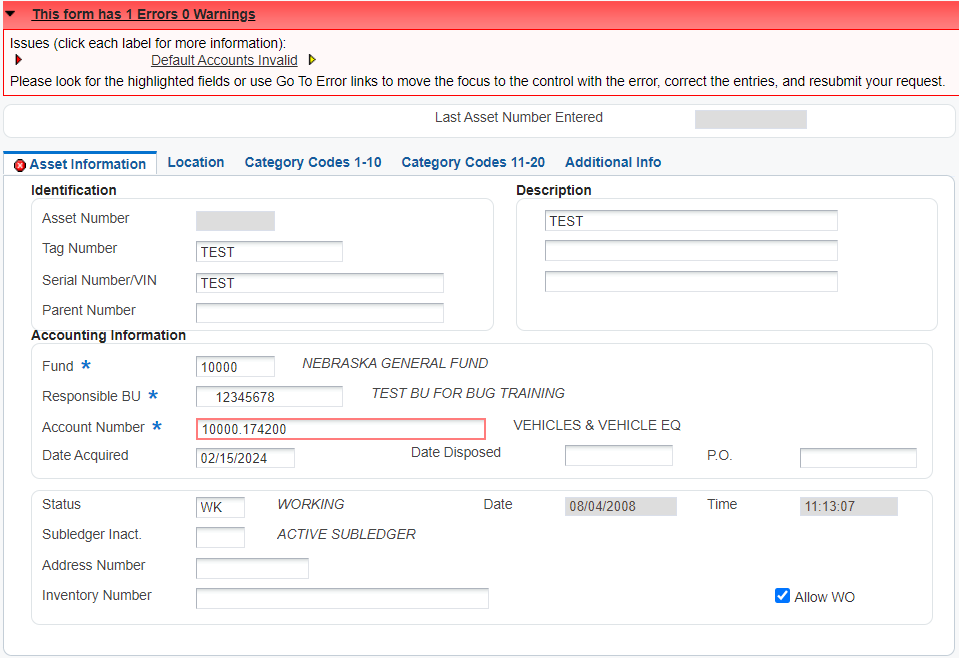 This form has 1 Errors 0 Warnings
Issues (click each label for more information):
Default Accounts Invalid
Please look for the highlighted fields or use Go To Error links to move the focus to the control with the error, correct the entries, and resubmit your request.
Last Asset Number Entered
Asset Information Location Category Codes 1-10 Category Codes 11-20 Additional Info
Identification Description
Asset Number TEST
Tag Number TEST
Serial Number/VIN TEST
Parent Number
Accounting Information
Fund * 10000 NEBRASKA GENERAL FUND
Responsible BU * 12345678 TEST BU FOR BUG TRAINING
Account Number * 10000.174200 VEHICLES & VEHICLE EQ
Date Acquired 02/15/2024 Date Disposed P.O.
Status WK WORKING Date 08/04/2008 Time 11:13:07
Subledger Inact. ACTIVE SUBLEDGER
Address Number
Inventory Number Allow WO